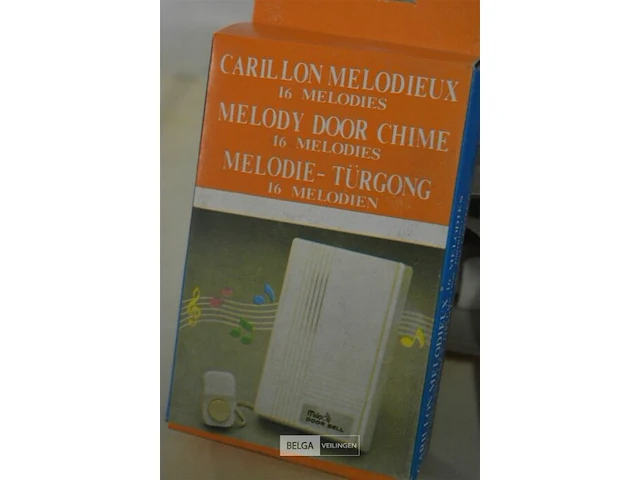 CARILLON MELODIEUX
16 MELODIES
MELODY DOOR CHIME
16 MELODIES
MELODIE-TÜRGONG
16 MELODIEN
DOOR BELL
CARILLON MELODIEUX 16 MELODIES
BELGA VEILINGEN